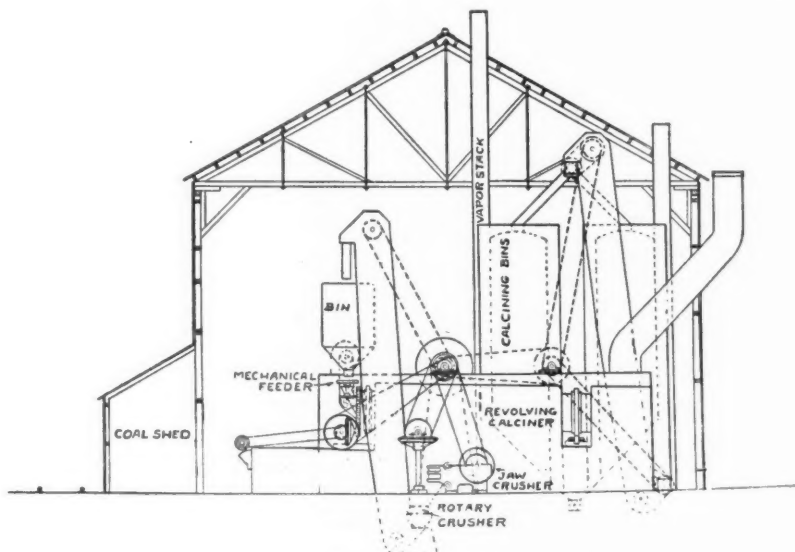 VAPOR STACK
CALCINING BINS
BIN
MECHANICAL
FEEDER
COAL SHED
REVOLVING
CALCINER
JAW
CRUSHER
ROTARY
CRUSHER